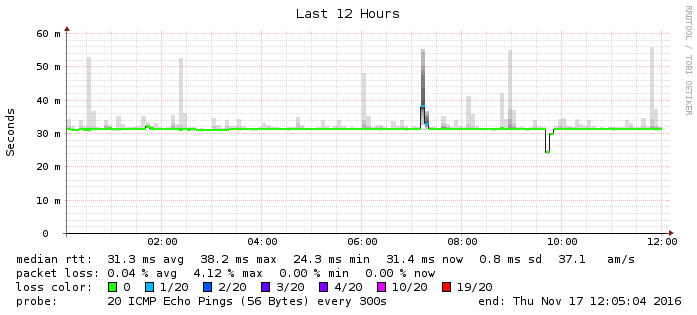 Last 12 Hours
RRDTOOL / TOBI OETIKER
Seconds
60 m
50 m
40 m
30 m
20 m
10 m
0
02:00 04:00 06:00 08:00 10:00 12:00
median rtt: 31.3 ms avg 38.2 ms max 24.3 ms min 31.4 ms now 0.8 ms sd 37.1 am/s
packet loss: 0.04 % avg 4.12 % max 0.00 % min 0.00 % now
loss color: 0 1/20 2/20 3/20 4/20 10/20 19/20
probe: 20 ICMP Echo Pings (56 Bytes) every 300s end: Thu Nov 17 12:05:04 2016